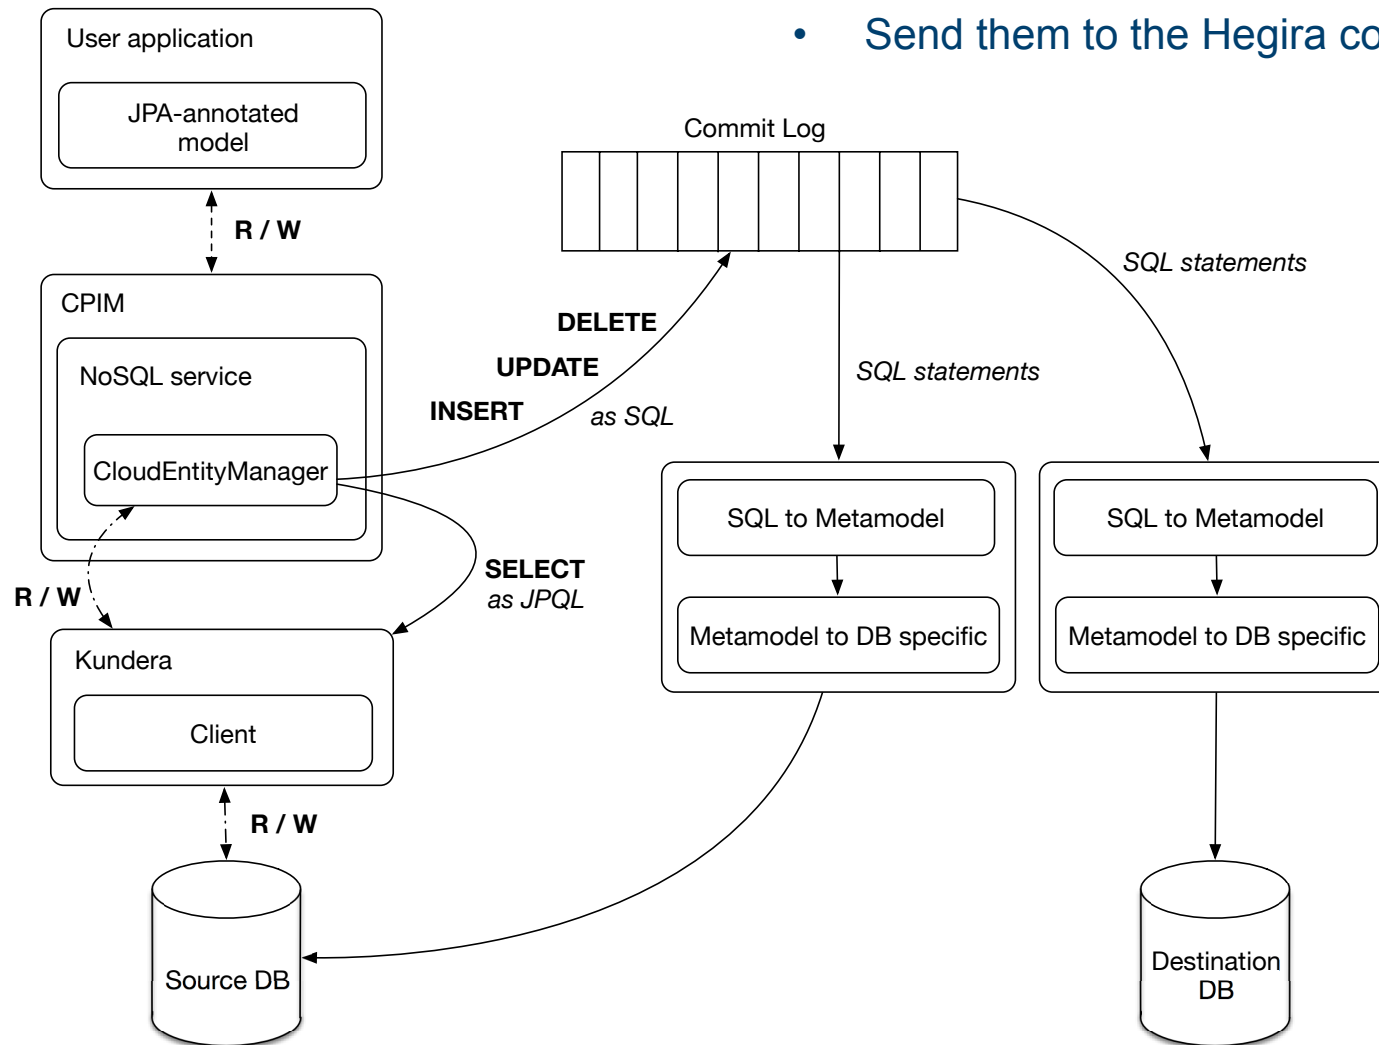 • Send them to the Hegira co
User application
JPA-annotated
model
R / W
CPIM
NoSQL service
CloudEntityManager
R / W
Kundera
Client
R / W
Source DB
Commit Log
DELETE
UPDATE
INSERT
as SQL
SELECT
as JPQL
SQL statements
SQL statements
SQL to Metamodel
Metamodel to DB specific
SQL to Metamodel
Metamodel to DB specific
Destination
DB